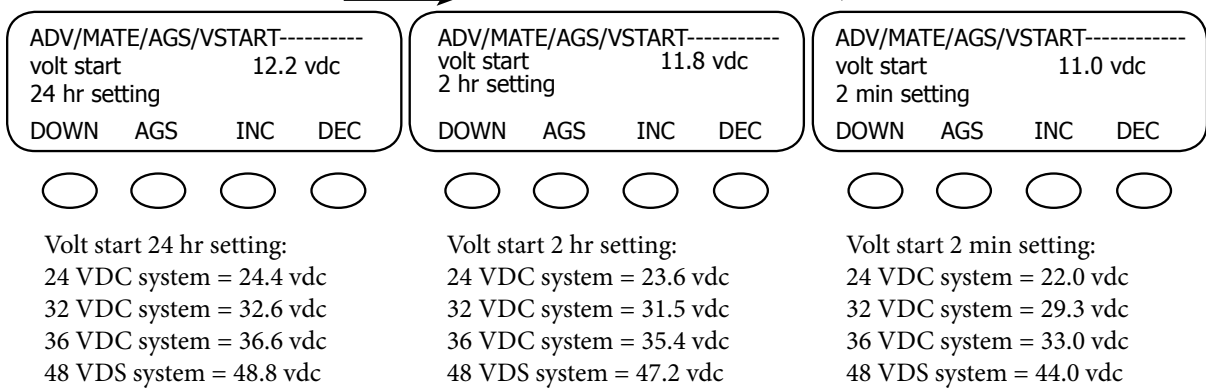 ADV/MATE/AGS/VSTART----------
volt start 12.2 vdc
24 hr setting
DOWN AGS INC DEC
Volt start 24 hr setting:
24 VDC system = 24.4 vdc
32 VDC system = 32.6 vdc
36 VDC system = 36.6 vdc
48 VDS system = 48.8 vdc
ADV/MATE/AGS/VSTART-----------
volt start 11.8 vdc
2 hr setting
DOWN AGS INC DEC
Volt start 2 hr setting:
24 VDC system = 23.6 vdc
32 VDC system = 31.5 vdc
36 VDC system = 35.4 vdc
48 VDS system = 47.2 vdc
ADV/MATE/AGS/VSTART------------
volt start 11.0 vdc
2 min setting
DOWN AGS INC DEC
Volt start 2 min setting:
24 VDC system = 22.0 vdc
32 VDC system = 29.3 vdc
36 VDC system = 33.0 vdc
48 VDS system = 44.0 vdc